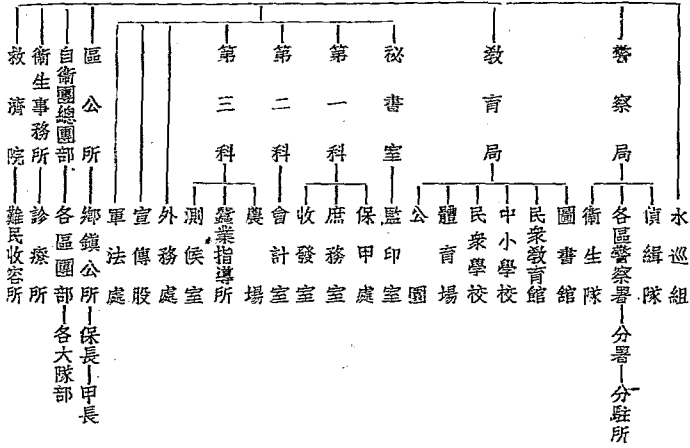 水巡組
警察局
偵緝隊
各區警察署
分署
分駐所
衞生隊
教育局
圖書館
民衆教育館
中小學校
民衆學校
體育場
公園
秘書室
監印室
第一科
保甲處
庶務室
收發室
第二科
會計室
第三科
農場
蠶業指導所
測候室
外務處
宣傳股
軍法處
區公所
鄉鎮公所
保長
甲長
自衞團總團部
各區團部
各大隊部
衞生事務所
診療所
救濟院
難民收容所